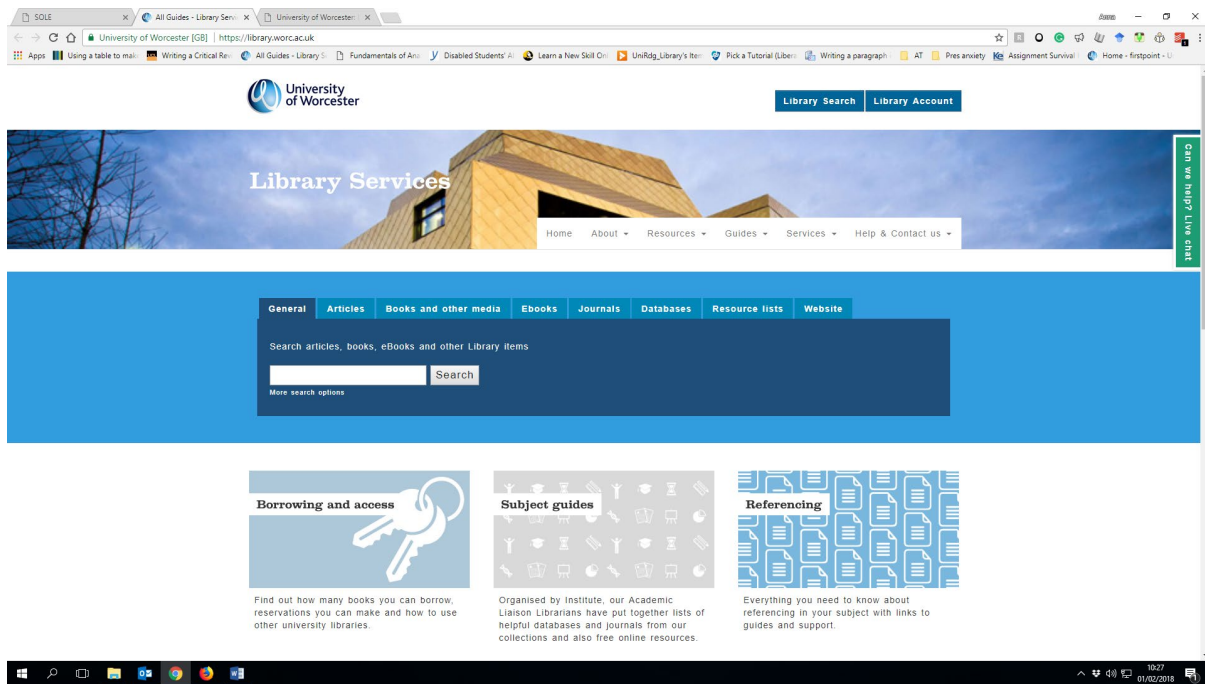 SOLE
All Guides - Library Serv
University of Worcester
Anna
University of Worcester [GB] | https://library.worc.ac.uk
Apps Using a table to mak Writing a Critical Rev All Guides - Library S Fundamentals of Ana Disabled Students' Al Learn a New Skill Onl UniRdg_Library's Iter Pick a Tutorial (Libera Writing a paragraph AT Pres anxiety Assignment Survival Home - firstpoint - U
University
of Worcester
Library Search Library Account
Can we help? Live chat
Library Services
Home About Resources Guides Services Help & Contact us
General Articles Books and other media Ebooks Journals Databases Resource lists Website
Search articles, books, eBooks and other Library items
Search
More search options
Borrowing and access
Find out how many books you can borrow,
reservations you can make and how to use
other university libraries.
Subject guides
Organised by Institute, our Academic
Liaison Librarians have put together lists of
helpful databases and journals from our
collections and also free online resources.
Referencing
Everything you need to know about
referencing in your subject with links to
guides and support.
10:27
01/02/2018